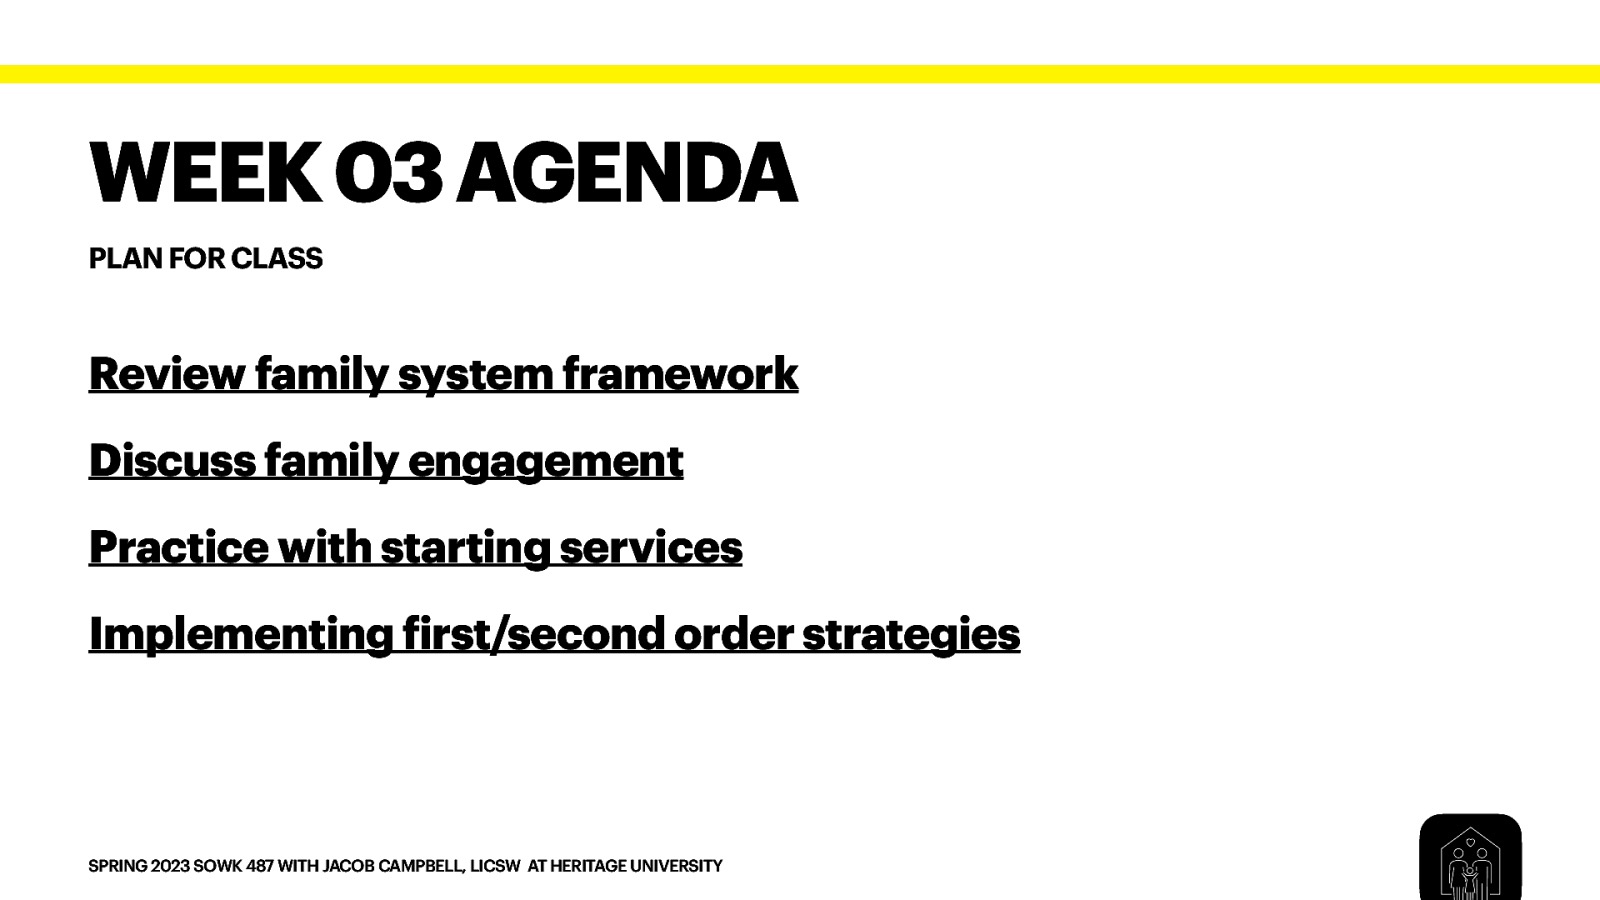 WEEK 03 AGENDA
PLAN FOR CLASS
Review family system framework
Discuss family engagement
Practice with starting services
Implementing first/second order strategies
SPRING 2023 SOWK 487 WITH JACOB CAMPBELL, LICSW AT HERITAGE UNIVERSITY